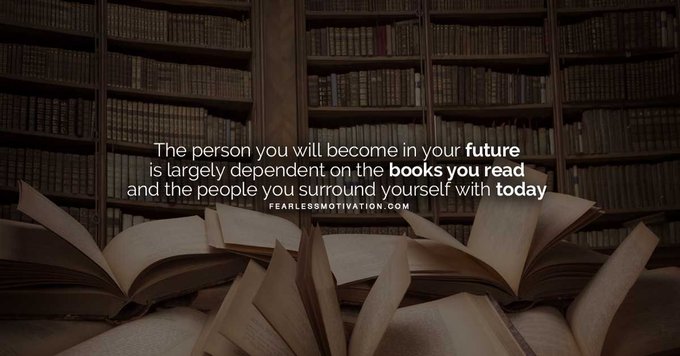 The person you will become in your future
is largely dependent on the books you read
and the people you surround yourself with today
FEARLESSMOTIVATION.COM